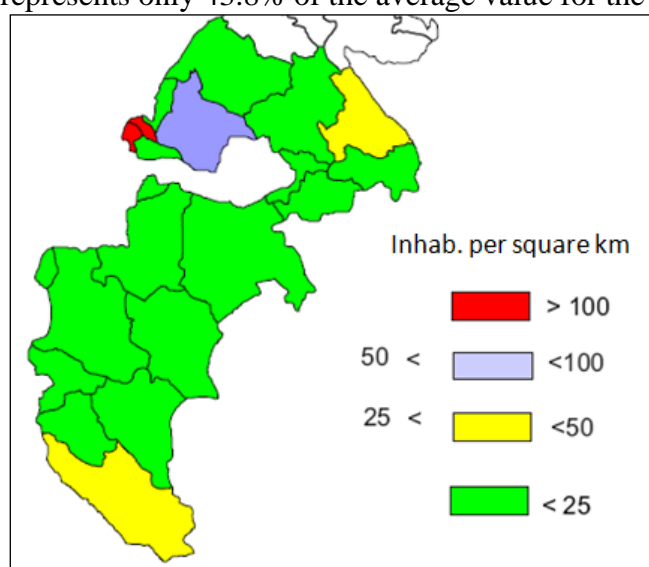 represents only 43.8% of the average value for the
Inhab. per square km
> 100
50 < <100
25 < <50
< 25